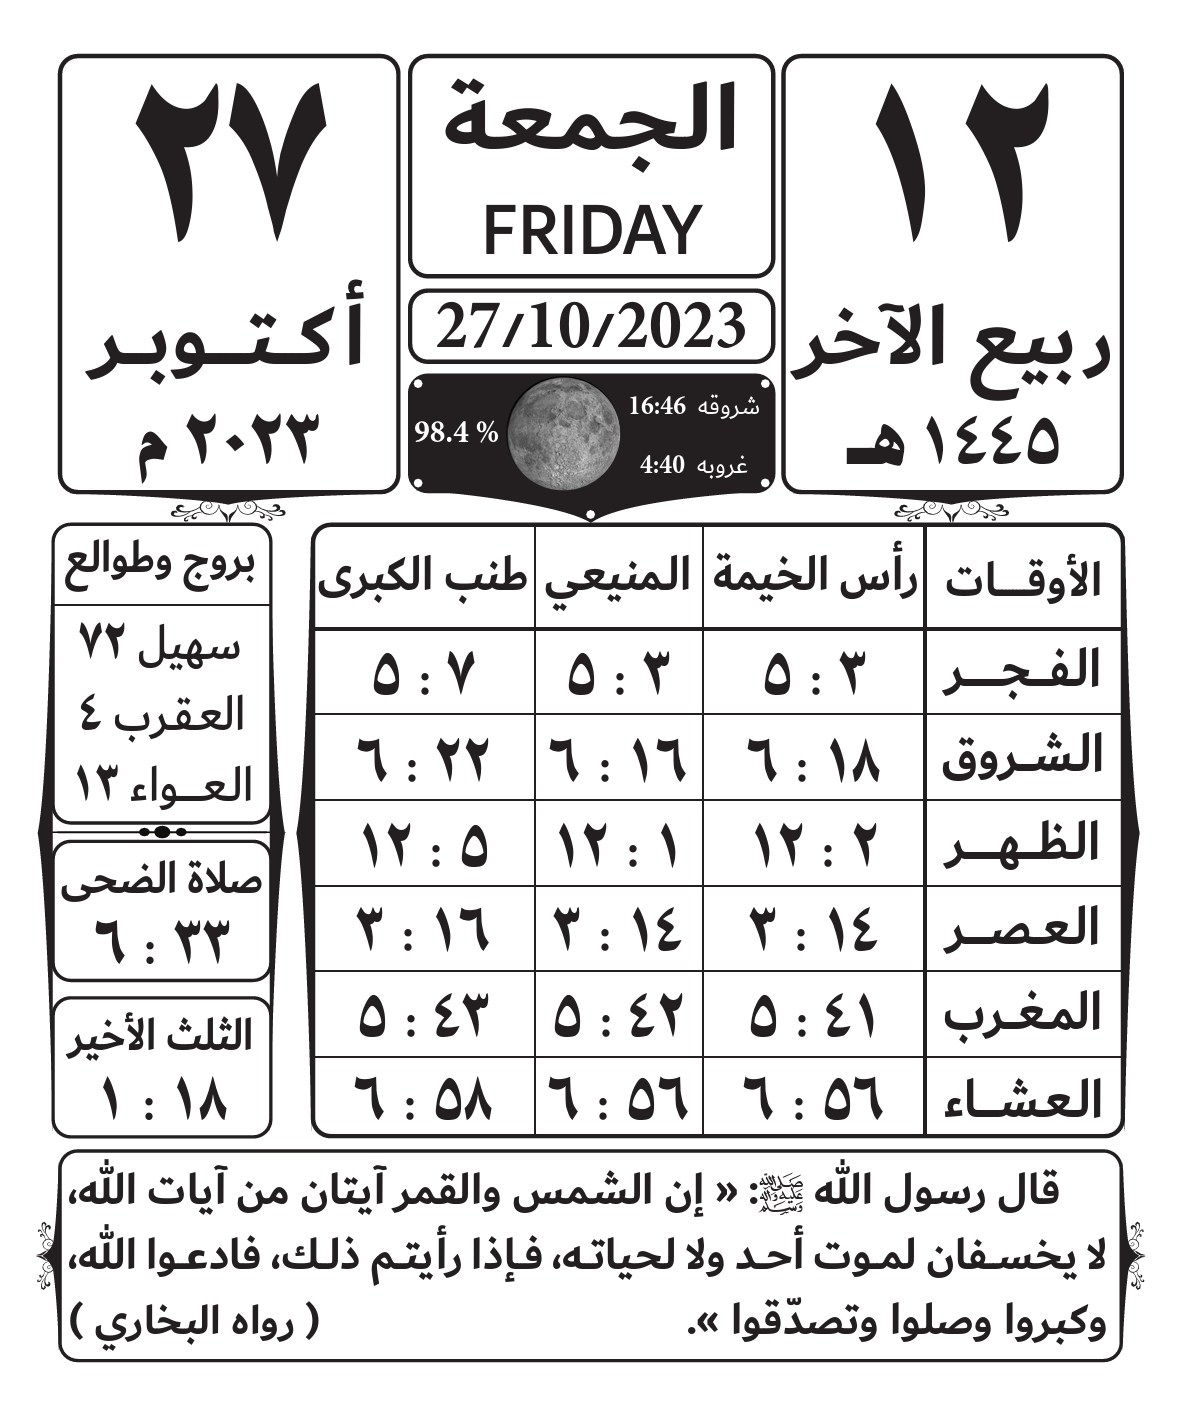 ١٢
ربيع الآخر
١٤٤٥ هـ
الجمعة
FRIDAY
27/10/2023
شروقه 16:46
غروبه 4:40
98.4 %
٢٧
أكتوبر
٢٠٢٣ م
الأوقات رأس الخيمة المنيعي طنب الكبرى
الفجر ٥ : ٣ ٥ : ٣ ٥ : ٧
الشروق ٦ : ١٨ ٦ : ١٦ ٦ : ٢٢
الظهر ١٢ : ٢ ١٢ : ١ ١٢ : ٥
العصر ٣ : ١٤ ٣ : ١٤ ٣ : ١٦
المغرب ٥ : ٤١ ٥ : ٤٢ ٥ : ٤٣
العشاء ٦ : ٥٦ ٦ : ٥٦ ٦ : ٥٨
بروج وطوالع
سهيل ٧٢
العقرب ٤
العواء ١٣
صلاة الضحى
٦ : ٣٣
الثلث الأخير
١ : ١٨
قال رسول الله ﷺ: « إن الشمس والقمر آيتان من آيات الله،
لا يخسفان لموت أحد ولا لحياته، فإذا رأيتم ذلك، فادعوا الله،
وكبروا وصلوا وتصدّقوا ». ( رواه البخاري )